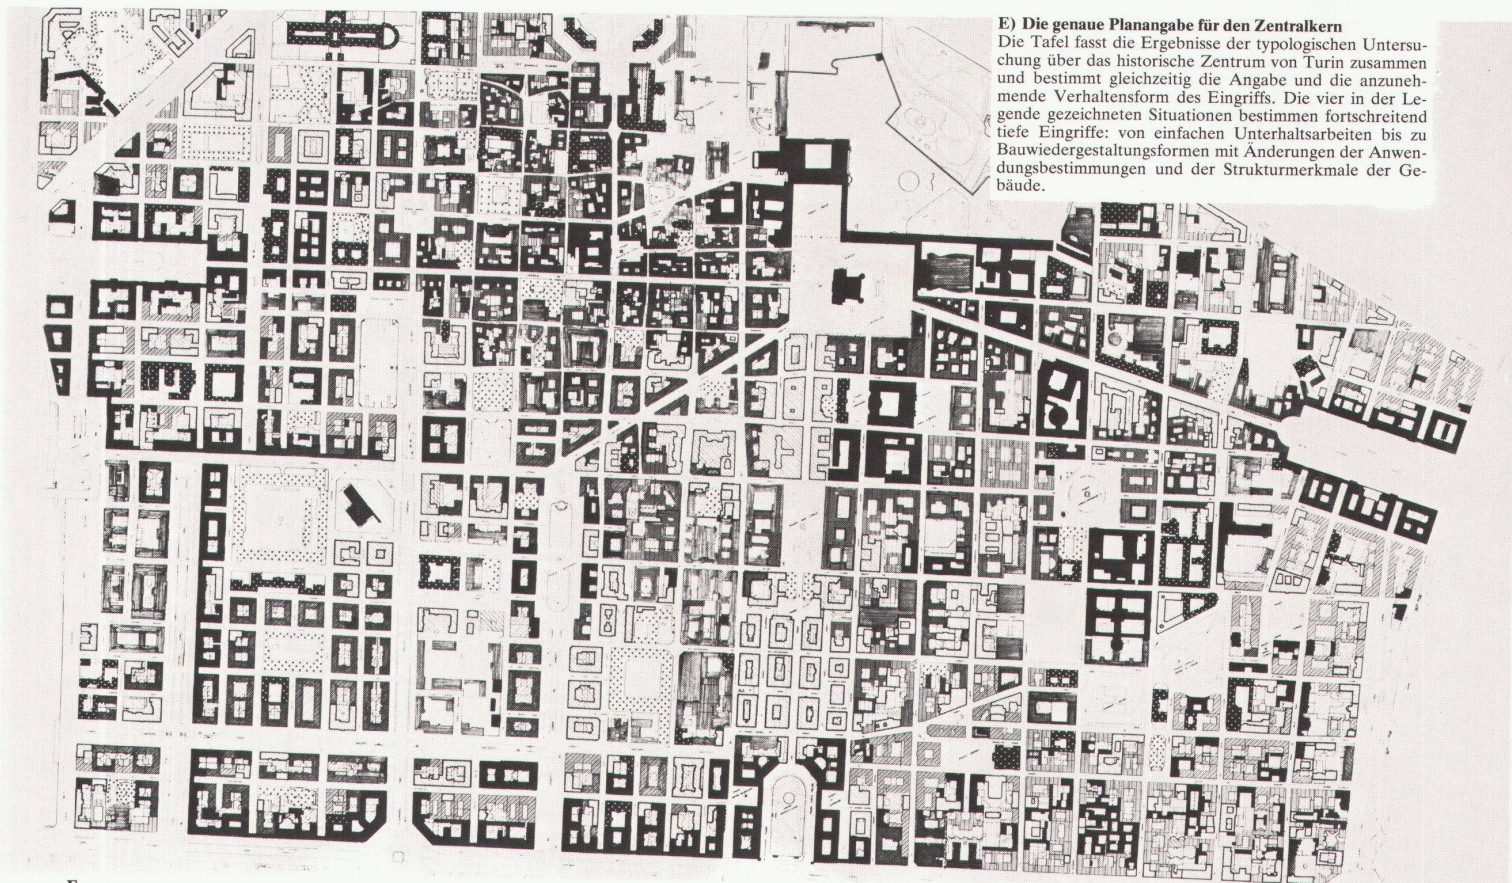 E) Die genaue Planangabe für den Zentralkern
Die Tafel fasst die Ergebnisse der typologischen Untersu-
chung über das historische Zentrum von Turin zusammen
und bestimmt gleichzeitig die Angabe und die anzuneh-
mende Verhaltensform des Eingriffs. Die vier in der Le-
gende gezeichneten Situationen bestimmen fortschreitend
tiefe Eingriffe: von einfachen Unterhaltsarbeiten bis zu
Bauwiedergestaltungsformen mit Änderungen der Anwen-
dungsbestimmungen und der Strukturmerkmale der Ge-
bäude.